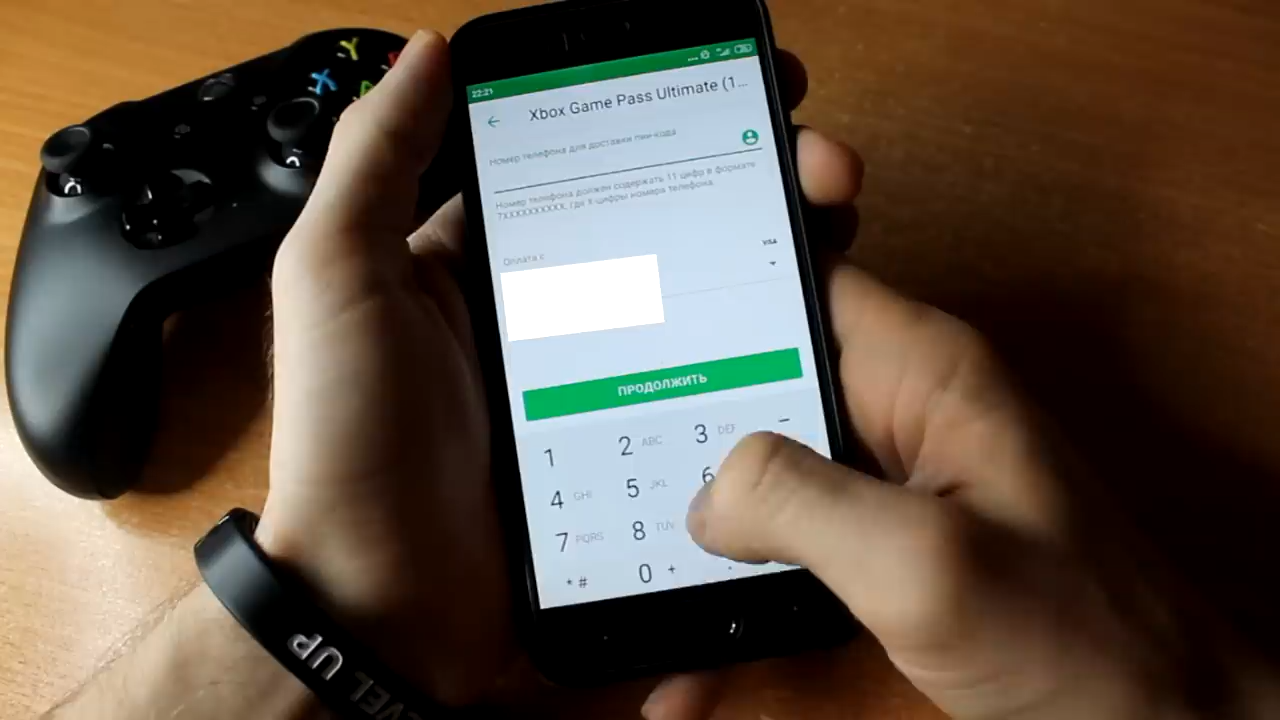 22:21
Xbox Game Pass Ultimate (1...
Номер телефона для доставки пин-кода
Номер телефона должен содержать 11 цифр в формате
7XXXXXXXXXX, где X-цифры номера телефона.
Оплата с
VISA
ПРОДОЛЖИТЬ
1
2 ABC
3 DEF
4 GHI
5 JKL
6
7 PQRS
8 TUV
* #
0 +
Y
X
LEVEL UP